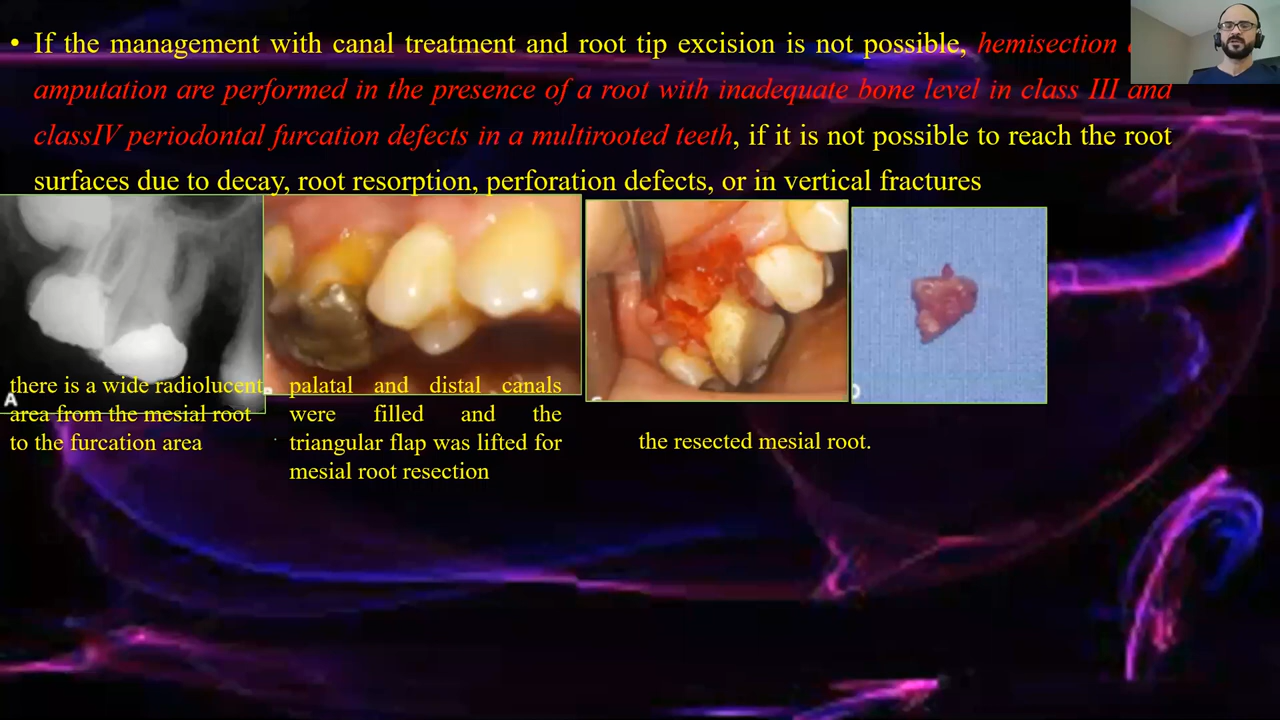 • If the management with canal treatment and root tip excision is not possible, hemisection
amputation are performed in the presence of a root with inadequate bone level in class III and
classIV periodontal furcation defects in a multirooted teeth, if it is not possible to reach the root
surfaces due to decay, root resorption, perforation defects, or in vertical fractures
A
there is a wide radiolucent
area from the mesial root
to the furcation area
palatal and distal canals
were filled and the
triangular flap was lifted for
mesial root resection
the resected mesial root.